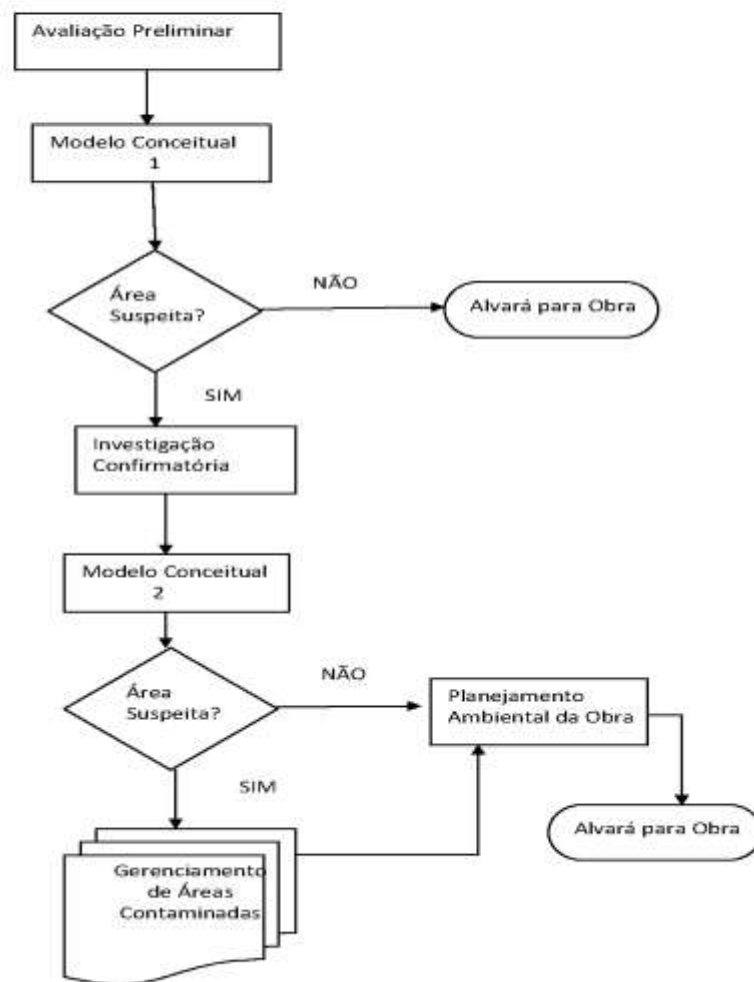 Avaliação Preliminar
Modelo Conceitual
1
Área
Suspeita?
NÃO
Alvará para Obra
SIM
Investigação
Confirmatória
Modelo Conceitual
2
Área
Suspeita?
NÃO
Planejamento
Ambiental da Obra
SIM
Alvará para Obra
Gerenciamento
de Áreas
Contaminadas